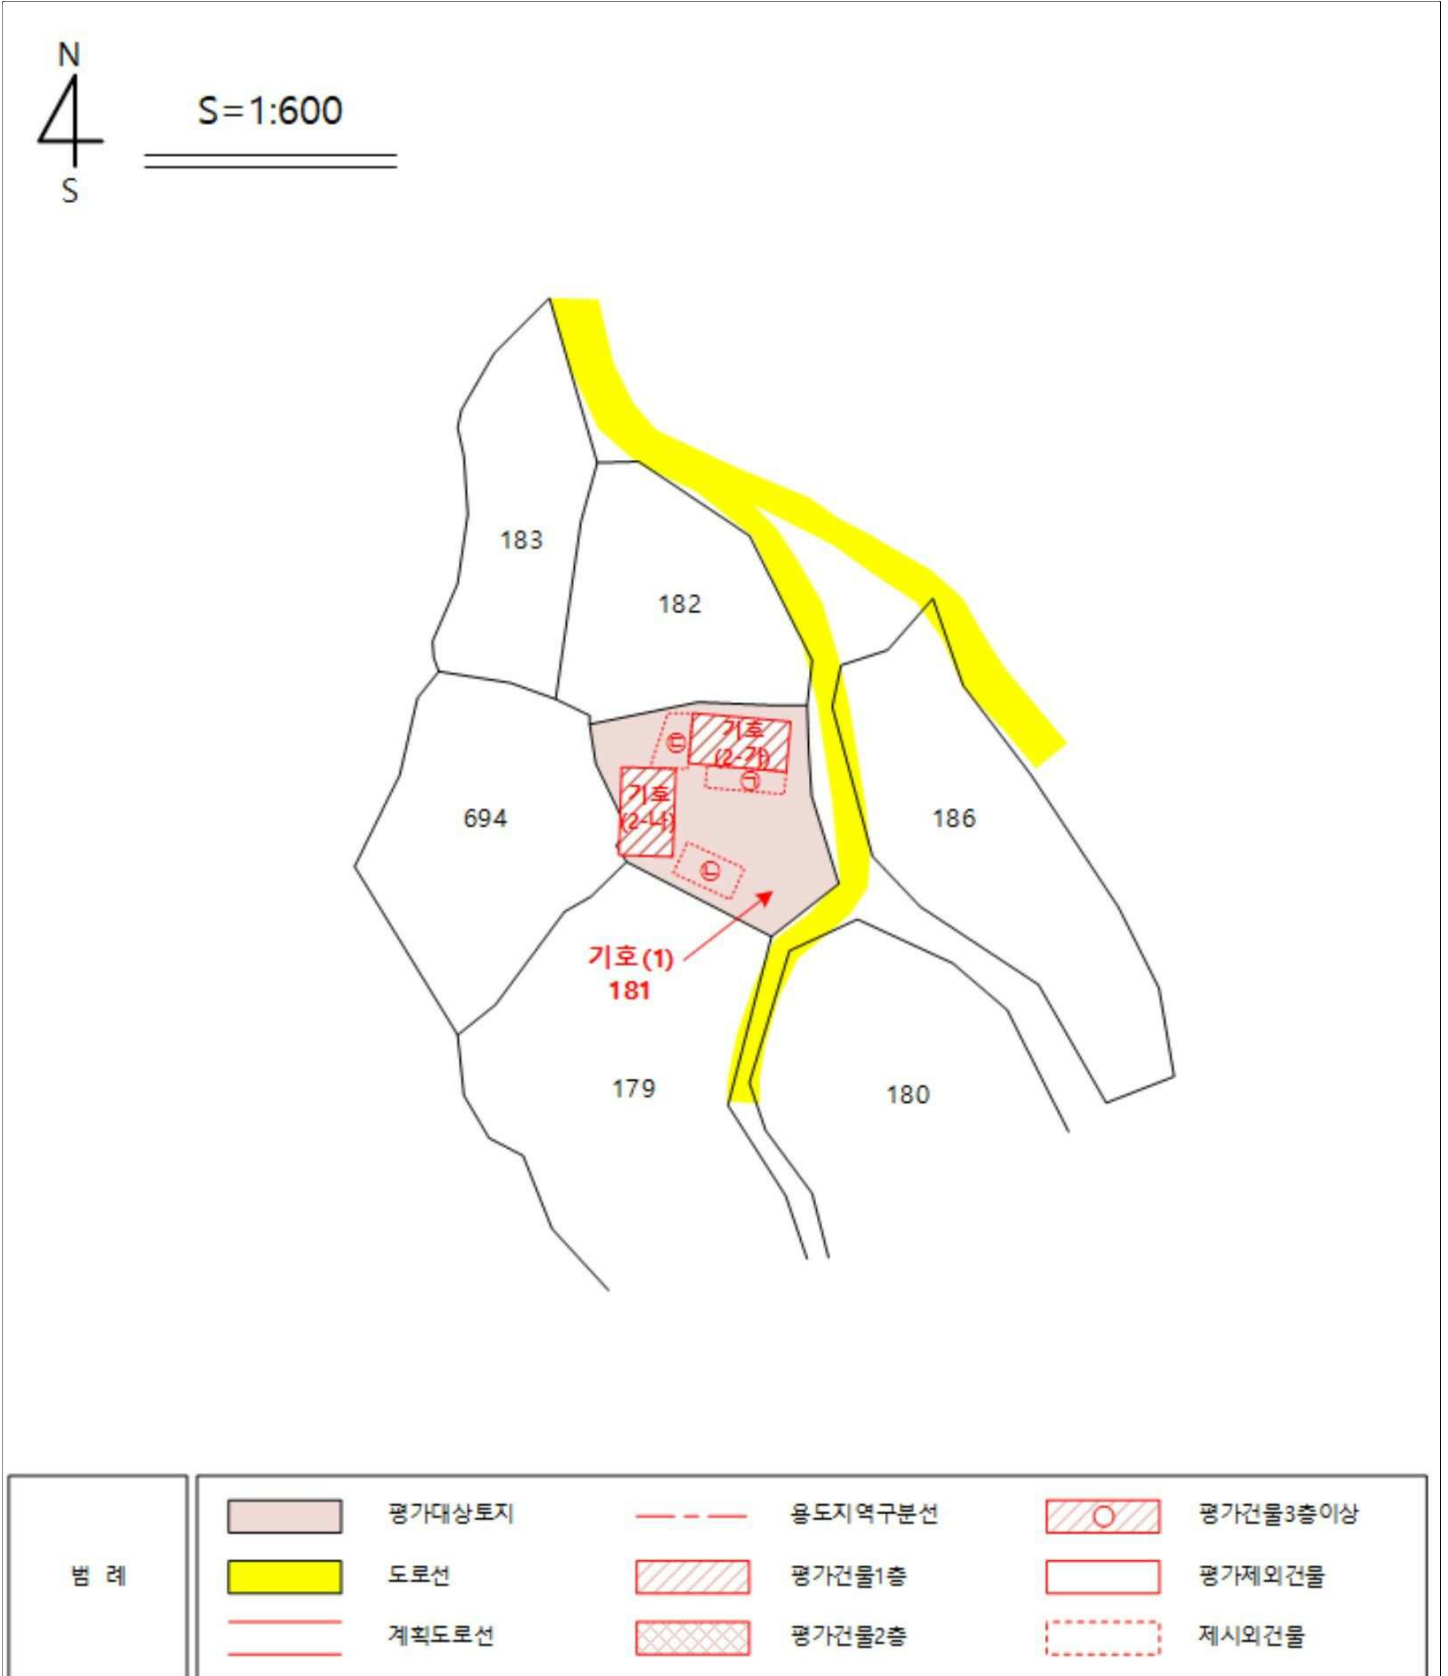 N
S=1:600
S
183
182
기호
(2-가)
㉢
㉠
기호
(2-나)
694
186
㉡
기호(1)
181
179
180
범 례
평가대상토지
용도지역구분선
평가건물3층이상
도로선
평가건물1층
평가제외건물
계획도로선
평가건물2층
제시외건물